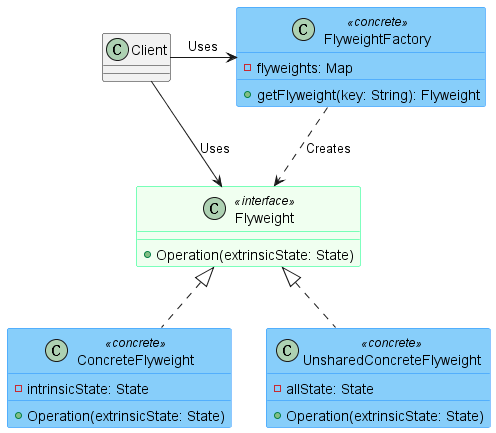 C Client
Uses
C «concrete»
FlyweightFactory
flyweights: Map
getFlyweight(key: String): Flyweight
Uses
Creates
C «interface»
Flyweight
Operation(extrinsicState: State)
C «concrete»
ConcreteFlyweight
intrinsicState: State
Operation(extrinsicState: State)
C «concrete»
UnsharedConcreteFlyweight
allState: State
Operation(extrinsicState: State)